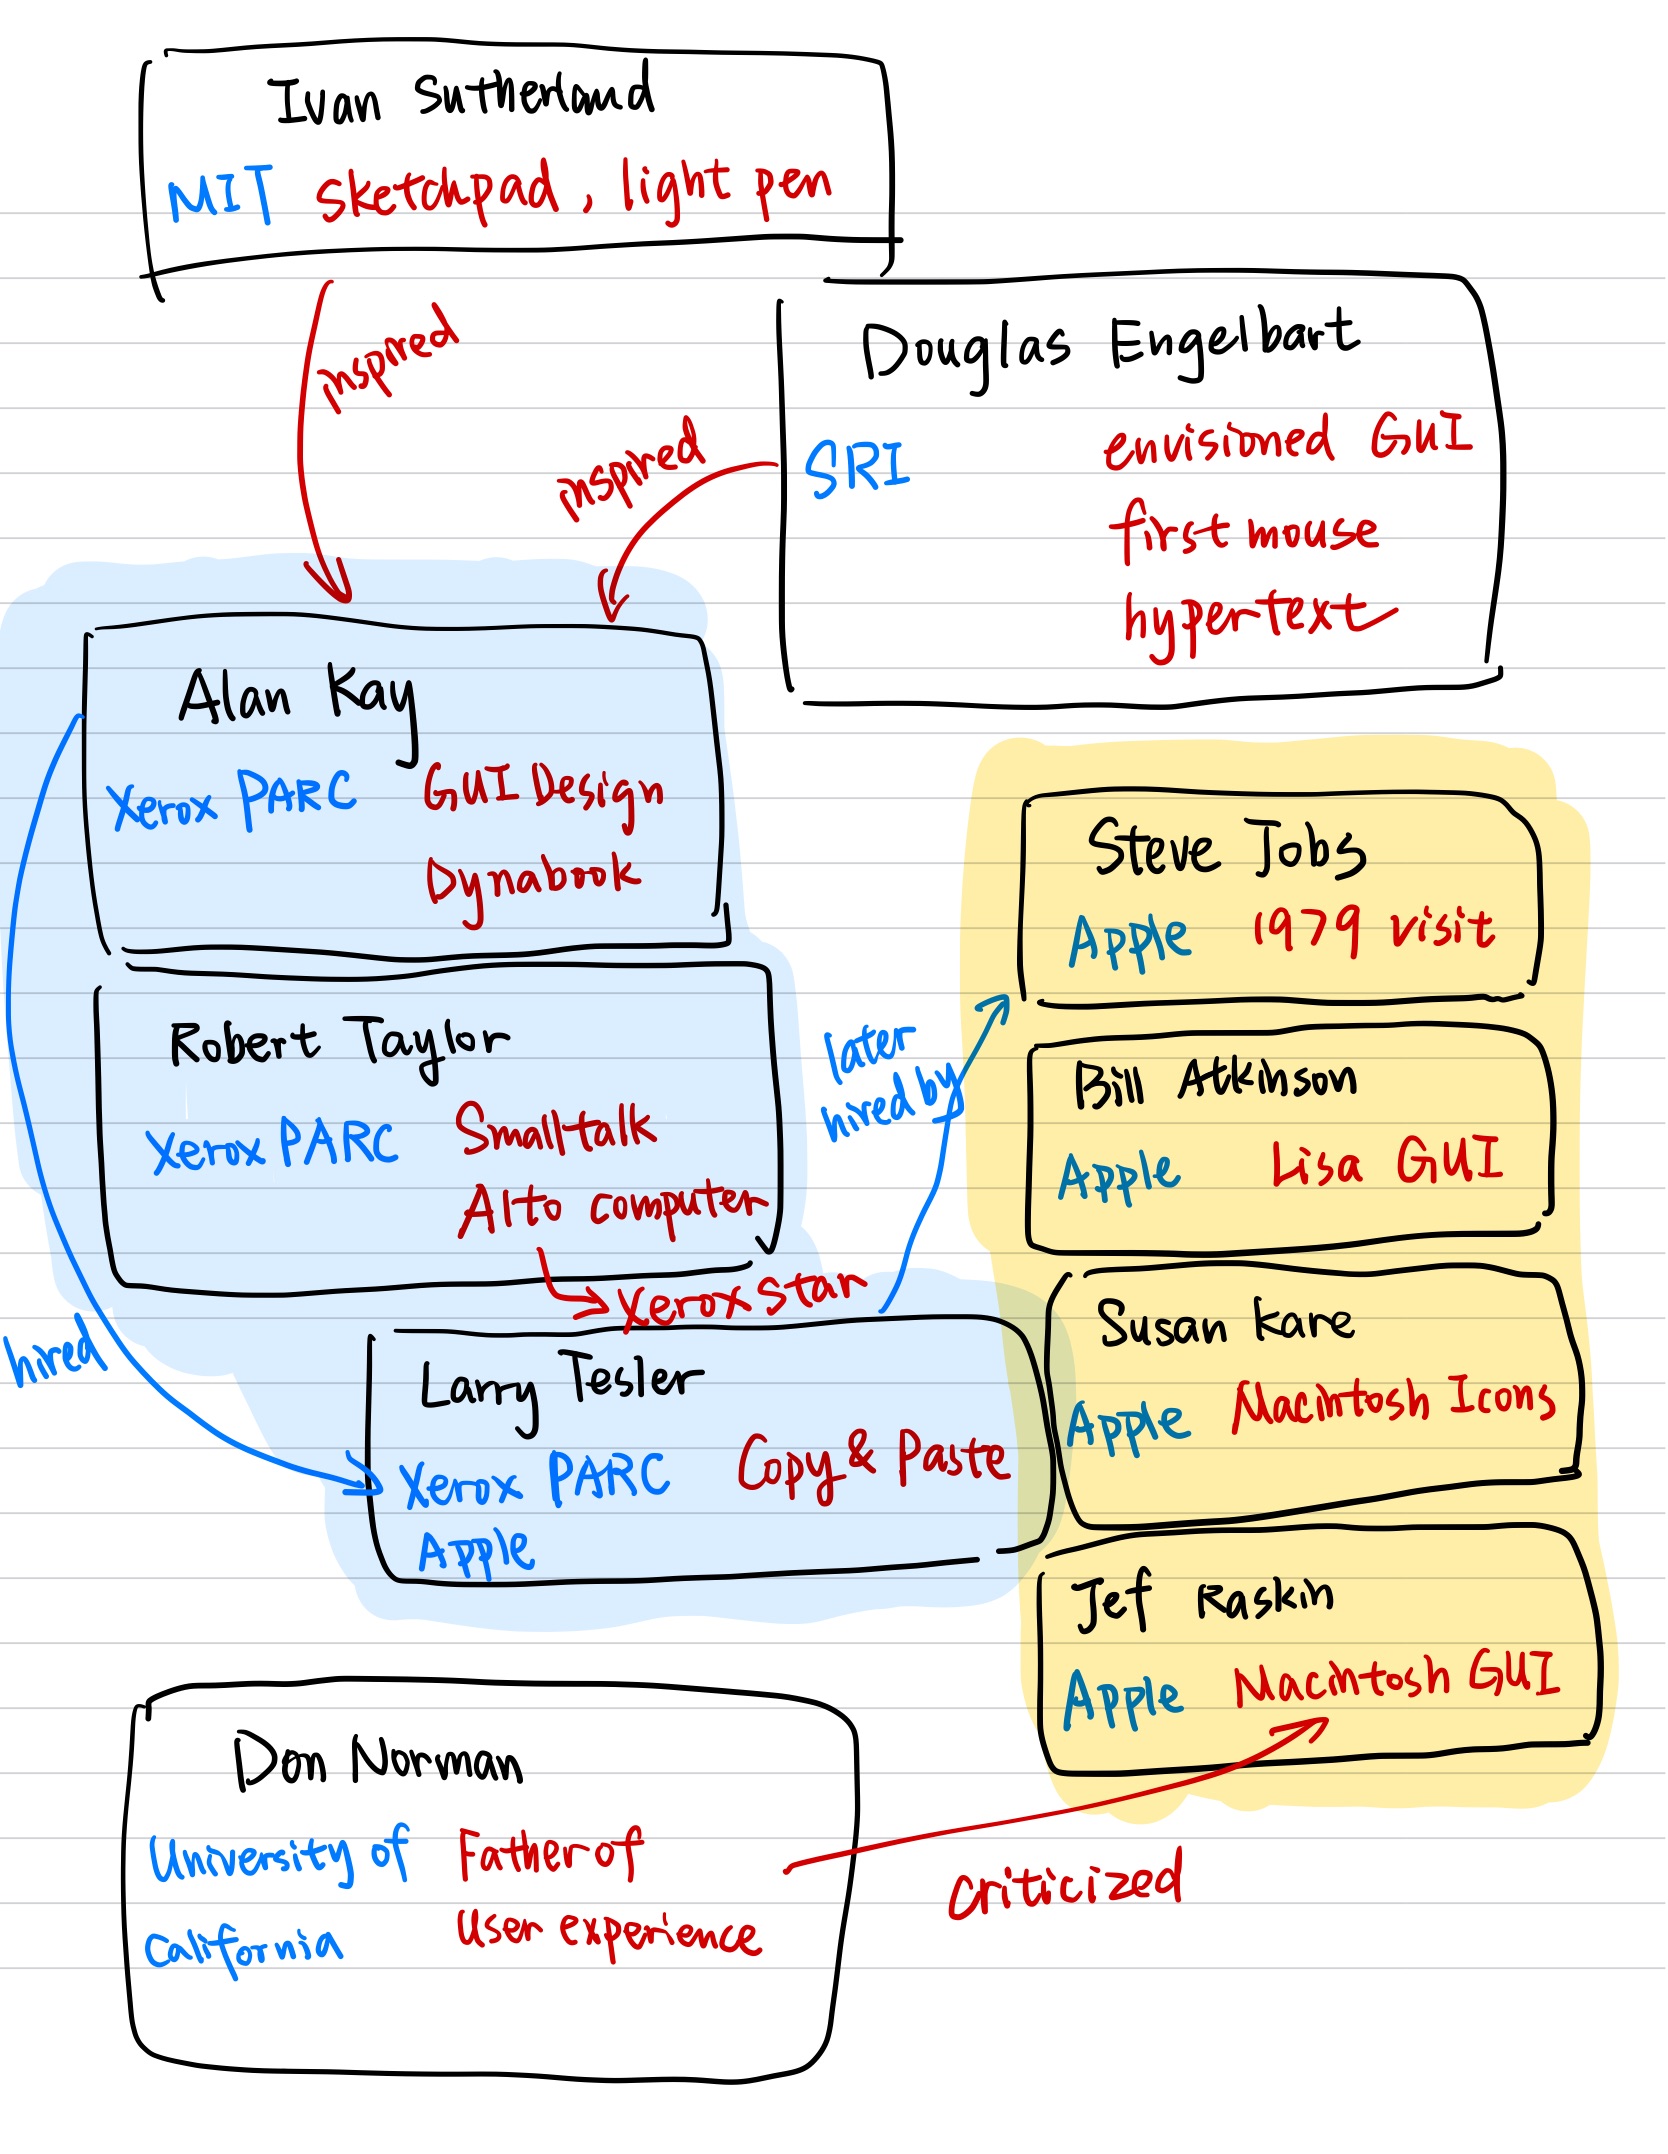 Ivan Sutherland
MIT sketchpad, light pen
inspired
Douglas Engelbart
SRI envisioned GUI
first mouse
hypertext
inspired
Alan Kay
Xerox PARC GUI Design
Dynabook
Robert Taylor
Xerox PARC Smalltalk
Alto computer
Xerox Star
hired
Larry Tesler
Xerox PARC Copy & Paste
Apple
later
hired by
Steve Jobs
Apple 1979 visit
Bill Atkinson
Apple Lisa GUI
Susan Kare
Apple Macintosh Icons
Jef Raskin
Apple Macintosh GUI
Don Norman
University of Father of
California User experience
criticized